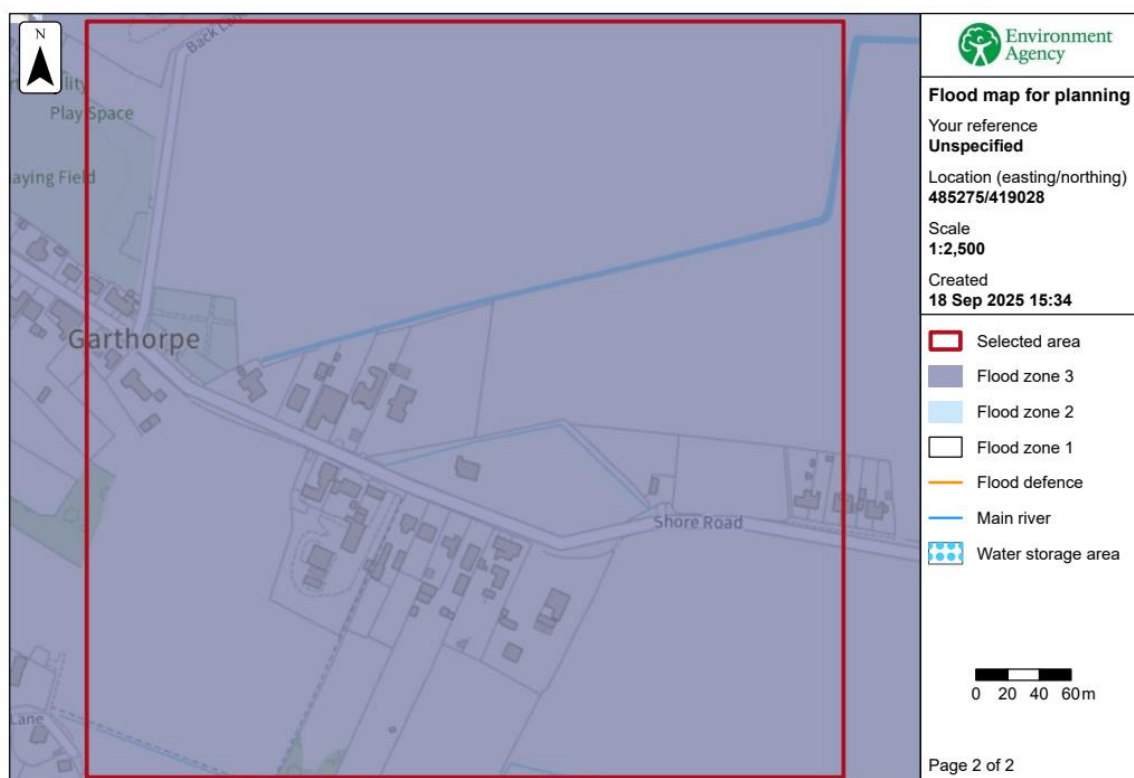 N
Back Lane
Play Space
Garthorpe
Shore Road
Lane
Environment
Agency
Flood map for planning
Your reference
Unspecified
Location (easting/northing)
485275/419028
Scale
1:2,500
Created
18 Sep 2025 15:34
Selected area
Flood zone 3
Flood zone 2
Flood zone 1
Flood defence
Main river
Water storage area
0 20 40 60m
Page 2 of 2